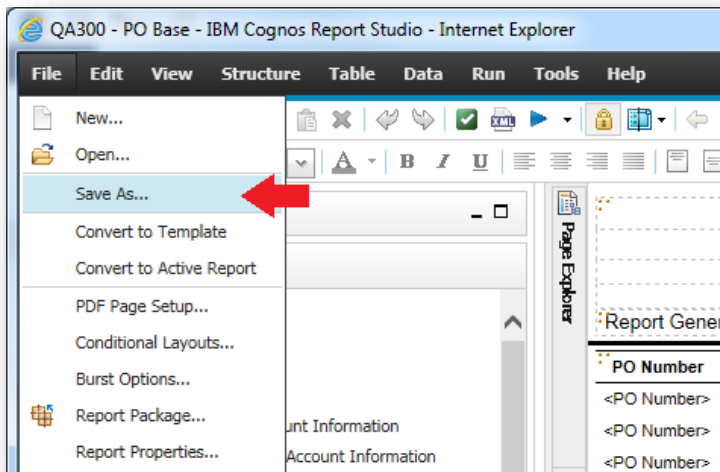 QA300 - PO Base - IBM Cognos Report Studio - Internet Explorer
File Edit View Structure Table Data Run Tools Help
New...
XML
Open...
A B I U
Save As...
Convert to Template
Convert to Active Report
PDF Page Setup...
Conditional Layouts...
Burst Options...
Report Package...
Report Properties...
unt Information
Account Information
Page Explorer
Report Gener
PO Number
<PO Number>
<PO Number>
<PO Number>